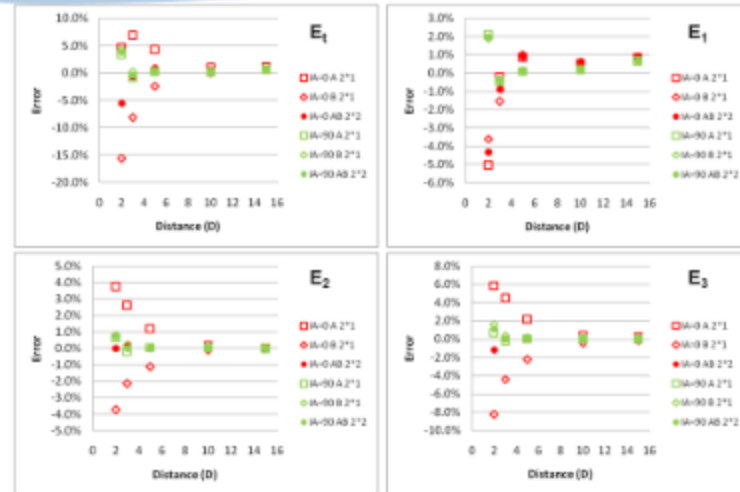 10.0%
5.0%
0.0%
-5.0%
-10.0%
-15.0%
-20.0%
Error
0 2 4 6 8 10 12 14 16
Distance (D)
Et
IA=0 A 2*1
IA=0 B 2*1
IA=0 AB 2*2
IA=90 A 2*1
IA=90 B 2*1
IA=90 AB 2*2
3.0%
2.0%
1.0%
0.0%
-1.0%
-2.0%
-3.0%
-4.0%
-5.0%
-6.0%
Error
0 2 4 6 8 10 12 14 16
Distance (D)
E1
IA=0 A 2*1
IA=0 B 2*1
IA=0 AB 2*2
IA=90 A 2*1
IA=90 B 2*1
IA=90 AB 2*2
5.0%
4.0%
3.0%
2.0%
1.0%
0.0%
-1.0%
-2.0%
-3.0%
-4.0%
-5.0%
Error
0 2 4 6 8 10 12 14 16
Distance (D)
E2
IA=0 A 2*1
IA=0 B 2*1
IA=0 AB 2*2
IA=90 A 2*1
IA=90 B 2*1
IA=90 AB 2*2
8.0%
6.0%
4.0%
2.0%
0.0%
-2.0%
-4.0%
-6.0%
-8.0%
-10.0%
Error
0 2 4 6 8 10 12 14 16
Distance (D)
E3
IA=0 A 2*1
IA=0 B 2*1
IA=0 AB 2*2
IA=90 A 2*1
IA=90 B 2*1
IA=90 AB 2*2